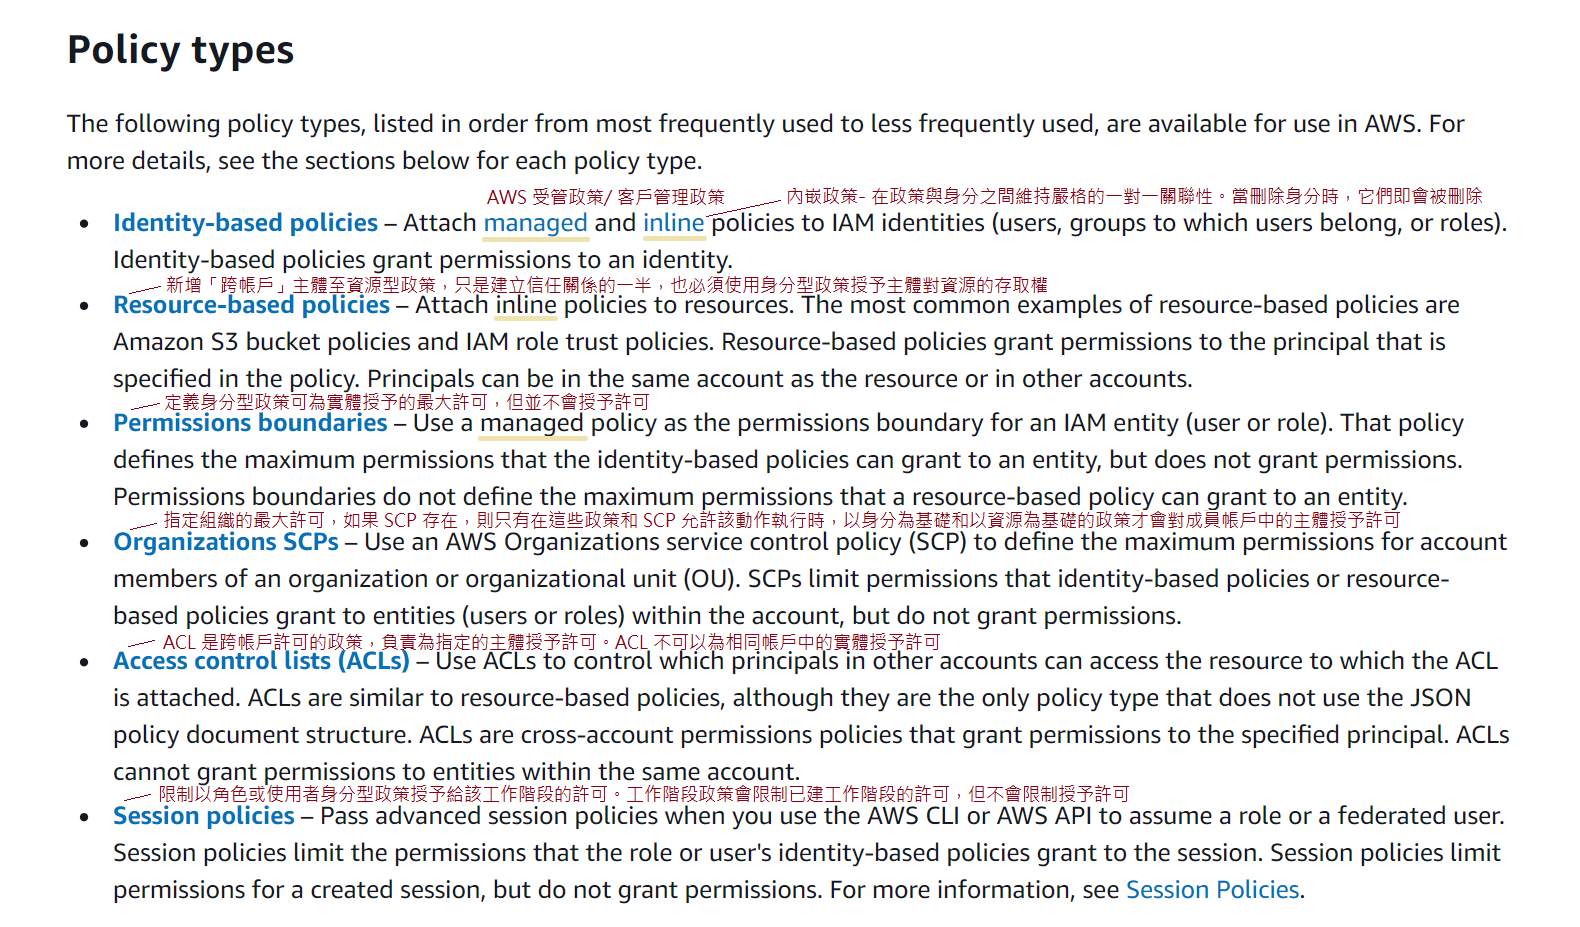 Policy types
The following policy types, listed in order from most frequently used to less frequently used, are available for use in AWS. For
more details, see the sections below for each policy type.
AWS 受管政策/ 客戶管理政策
內嵌政策- 在政策與身分之間維持嚴格的一對一關聯性。當刪除身分時，它們即會被刪除
• Identity-based policies – Attach managed and inline policies to IAM identities (users, groups to which users belong, or roles).
Identity-based policies grant permissions to an identity.
新增「跨帳戶」主體至資源型政策，只是建立信任關係的一半，也必須使用身分型政策授予主體對資源的存取權
• Resource-based policies – Attach inline policies to resources. The most common examples of resource-based policies are
Amazon S3 bucket policies and IAM role trust policies. Resource-based policies grant permissions to the principal that is
specified in the policy. Principals can be in the same account as the resource or in other accounts.
定義身分型政策可為實體授予的最大許可，但並不會授予許可
• Permissions boundaries – Use a managed policy as the permissions boundary for an IAM entity (user or role). That policy
defines the maximum permissions that the identity-based policies can grant to an entity, but does not grant permissions.
Permissions boundaries do not define the maximum permissions that a resource-based policy can grant to an entity.
指定組織的最大許可，如果 SCP 存在，則只有在這些政策和 SCP 允許該動作執行時，以身分為基礎和以資源為基礎的政策才會對成員帳戶中的主體授予許可
• Organizations SCPs – Use an AWS Organizations service control policy (SCP) to define the maximum permissions for account
members of an organization or organizational unit (OU). SCPs limit permissions that identity-based policies or resource-
based policies grant to entities (users or roles) within the account, but do not grant permissions.
ACL 是跨帳戶許可的政策，負責為指定的主體授予許可。ACL 不可以為相同帳戶中的實體授予許可
• Access control lists (ACLs) – Use ACLs to control which principals in other accounts can access the resource to which the ACL
is attached. ACLs are similar to resource-based policies, although they are the only policy type that does not use the JSON
policy document structure. ACLs are cross-account permissions policies that grant permissions to the specified principal. ACLs
cannot grant permissions to entities within the same account.
限制以角色或使用者身分型政策授予給該工作階段的許可。工作階段政策會限制已建工作階段的許可，但不會限制授予許可
• Session policies – Pass advanced session policies when you use the AWS CLI or AWS API to assume a role or a federated user.
Session policies limit the permissions that the role or user's identity-based policies grant to the session. Session policies limit
permissions for a created session, but do not grant permissions. For more information, see Session Policies.